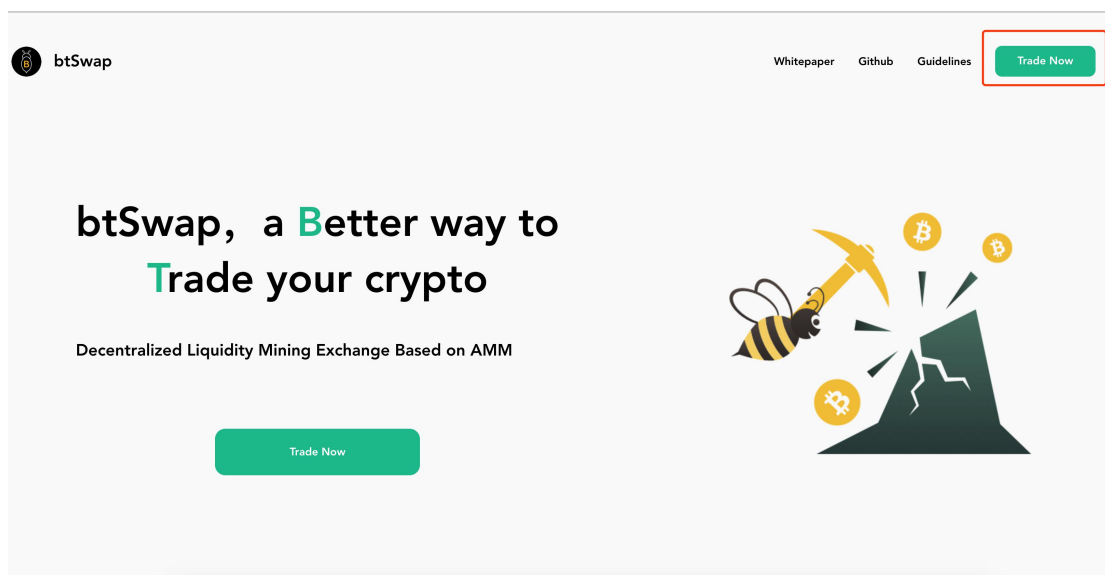 btSwap
Whitepaper Github Guidelines Trade Now
btSwap，a Better way to
Trade your crypto
Decentralized Liquidity Mining Exchange Based on AMM
Trade Now